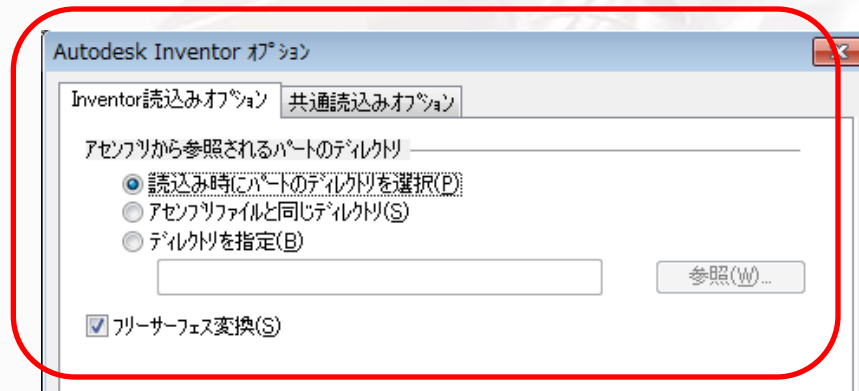 Autodesk Inventor ｵﾌﾟｼｮﾝ
Inventor読込みｵﾌﾟｼｮﾝ 共通読込みｵﾌﾟｼｮﾝ
ｱｾﾝﾌﾞﾘから参照されるﾊﾟｰﾄのﾃﾞｨﾚｸﾄﾘ
読込み時にﾊﾟｰﾄのﾃﾞｨﾚｸﾄﾘを選択(P)
ｱｾﾝﾌﾞﾘﾌｧｲﾙと同じﾃﾞｨﾚｸﾄﾘ(S)
ﾃﾞｨﾚｸﾄﾘを指定(B)
参照(W)...
ﾌﾘｰｻｰﾌｪｽ変換(S)